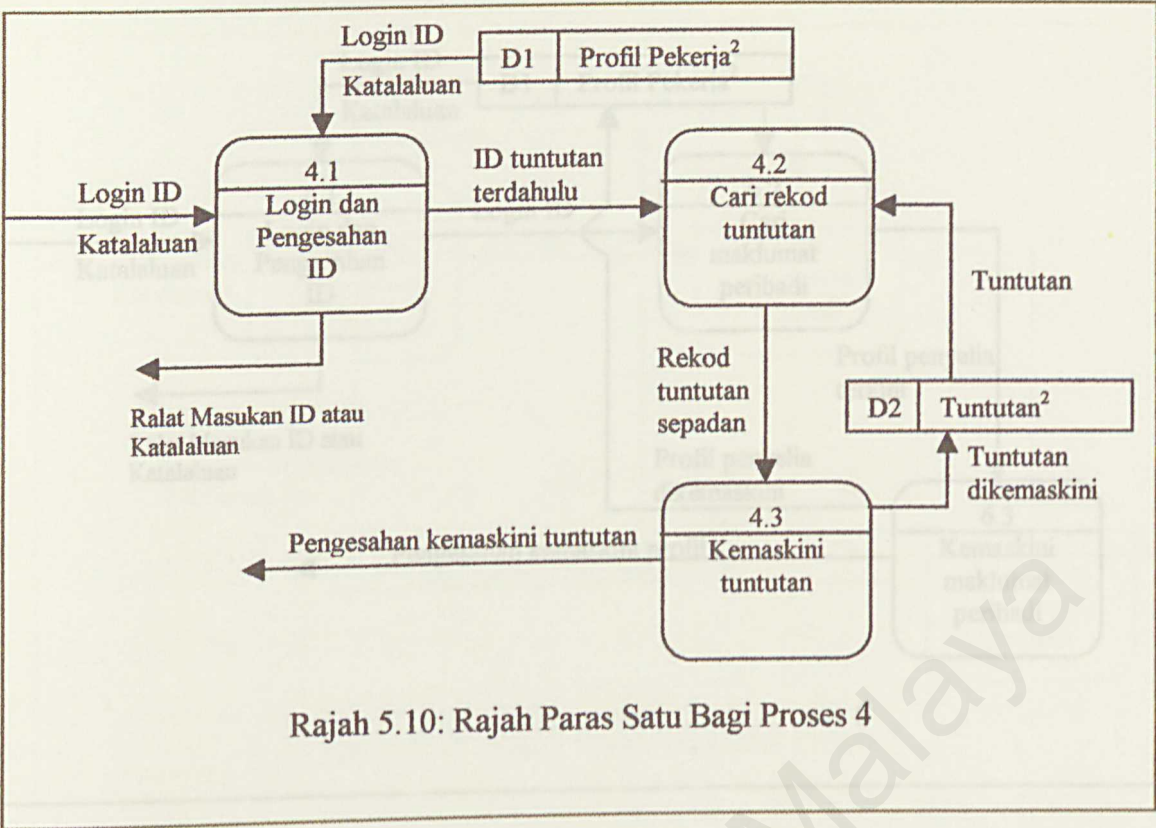 Login ID
Katalaluan
D1 Profil Pekerja²
Login ID
Katalaluan
4.1
Login dan
Pengesahan
ID
ID tuntutan
terdahulu
4.2
Cari rekod
tuntutan
Tuntutan
Ralat Masukan ID atau
Katalaluan
Rekod
tuntutan
sepadan
D2 Tuntutan²
Tuntutan
dikemaskini
4.3
Kemaskini
tuntutan
Pengesahan kemaskini tuntutan
Rajah 5.10: Rajah Paras Satu Bagi Proses 4
Malaya